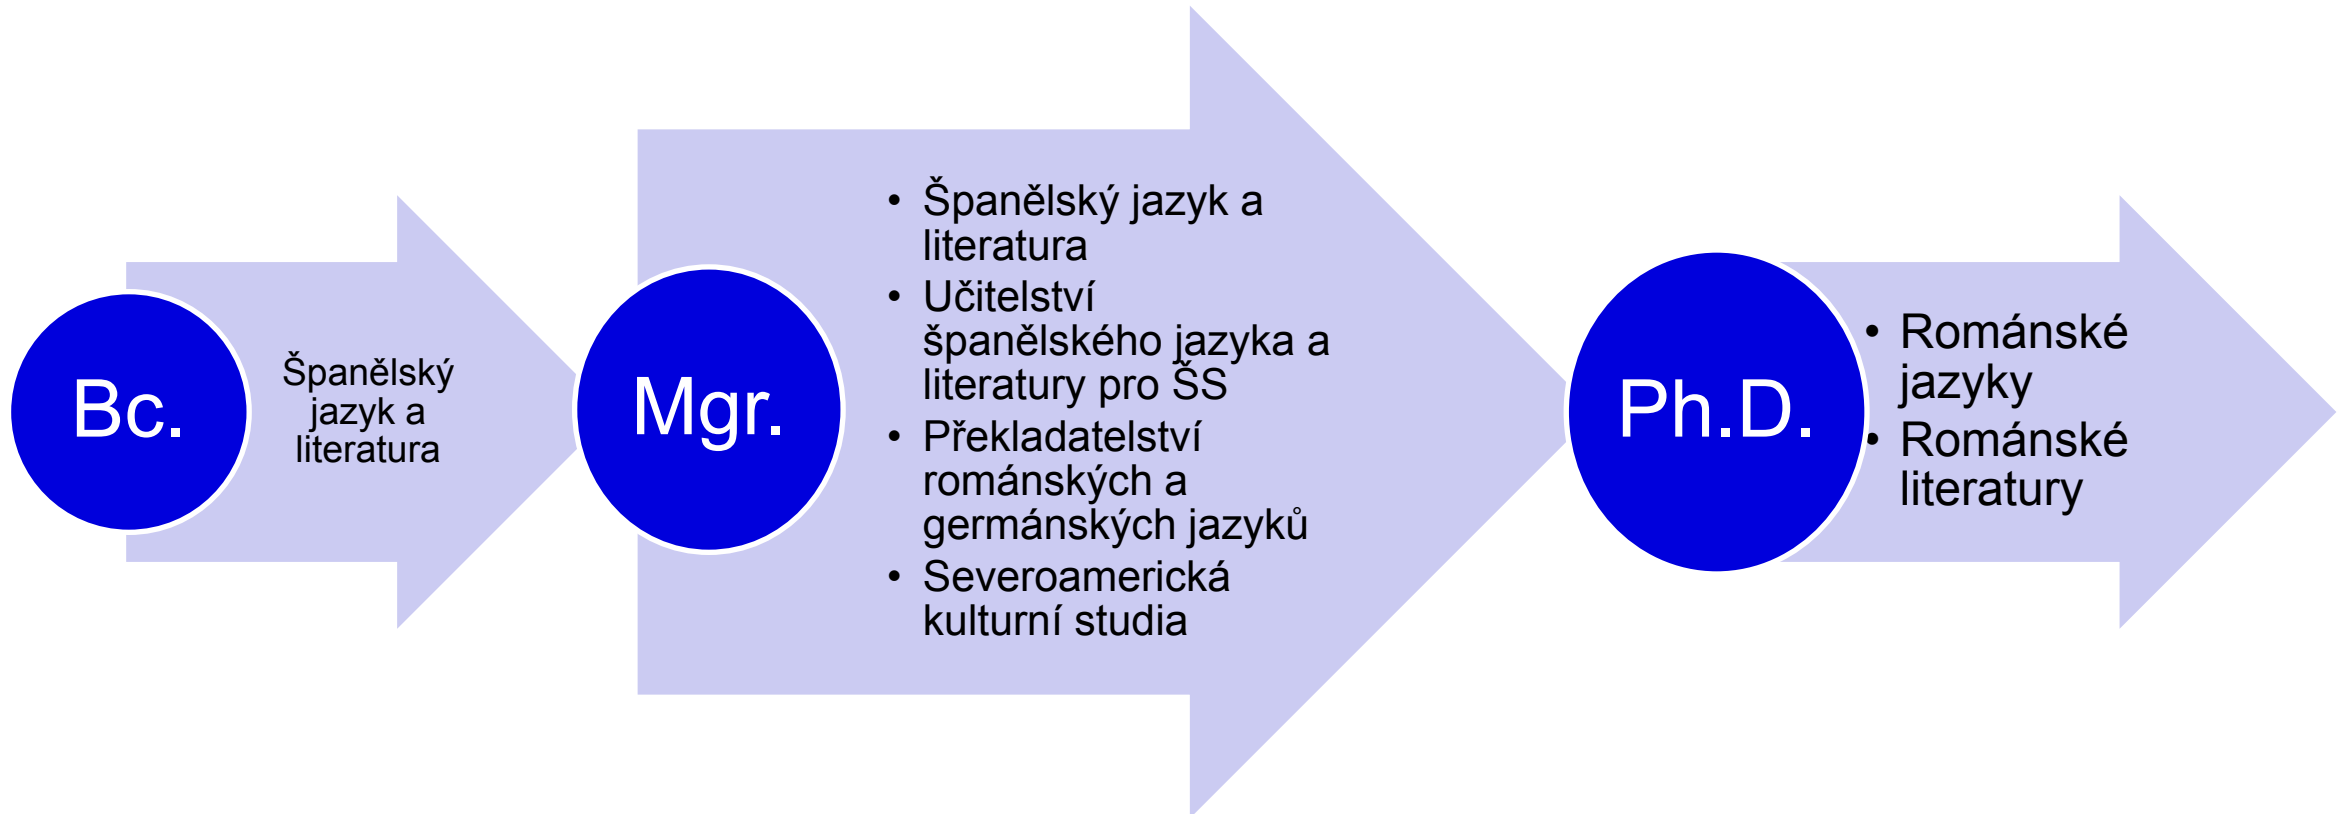 Bc.
Španělský
jazyk a
literatura
Mgr.
• Španělský jazyk a
literatura
• Učitelství
španělského jazyka a
literatury pro ŠS
• Překladatelství
románských a
germánských jazyků
• Severoamerická
kulturní studia
Ph.D.
• Románské
jazyky
• Románské
literatury